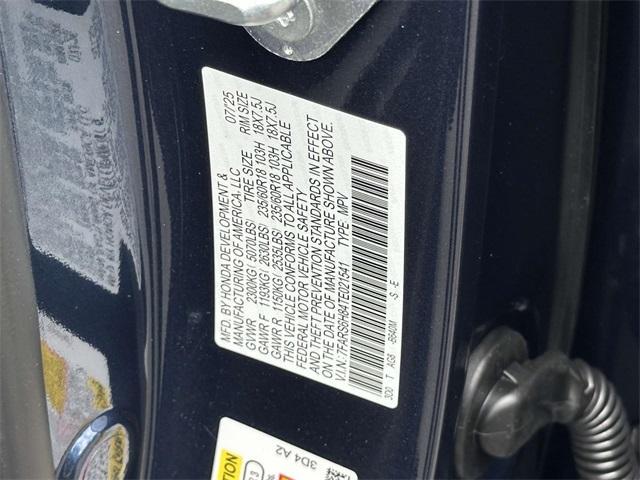 MFD. BY HONDA DEVELOPMENT & 07/25
MANUFACTURING OF AMERICA, LLC
GVWR 2300KG( 5070LBS) TIRE SIZE RIM SIZE
GAWR F 1193KG( 2630LBS) 235/60R18 103H 18X7.5J
GAWR R 1150KG( 2535LBS) 235/60R18 103H 18X7.5J
THIS VEHICLE CONFORMS TO ALL APPLICABLE
FEDERAL MOTOR VEHICLE SAFETY
AND THEFT PREVENTION STANDARDS IN EFFECT
ON THE DATE OF MANUFACTURE SHOWN ABOVE.
V.I.N.: 7FARS6H84TE021541 TYPE: MPV
3D0 T AG8 -B640M -S -E
3D4 A2